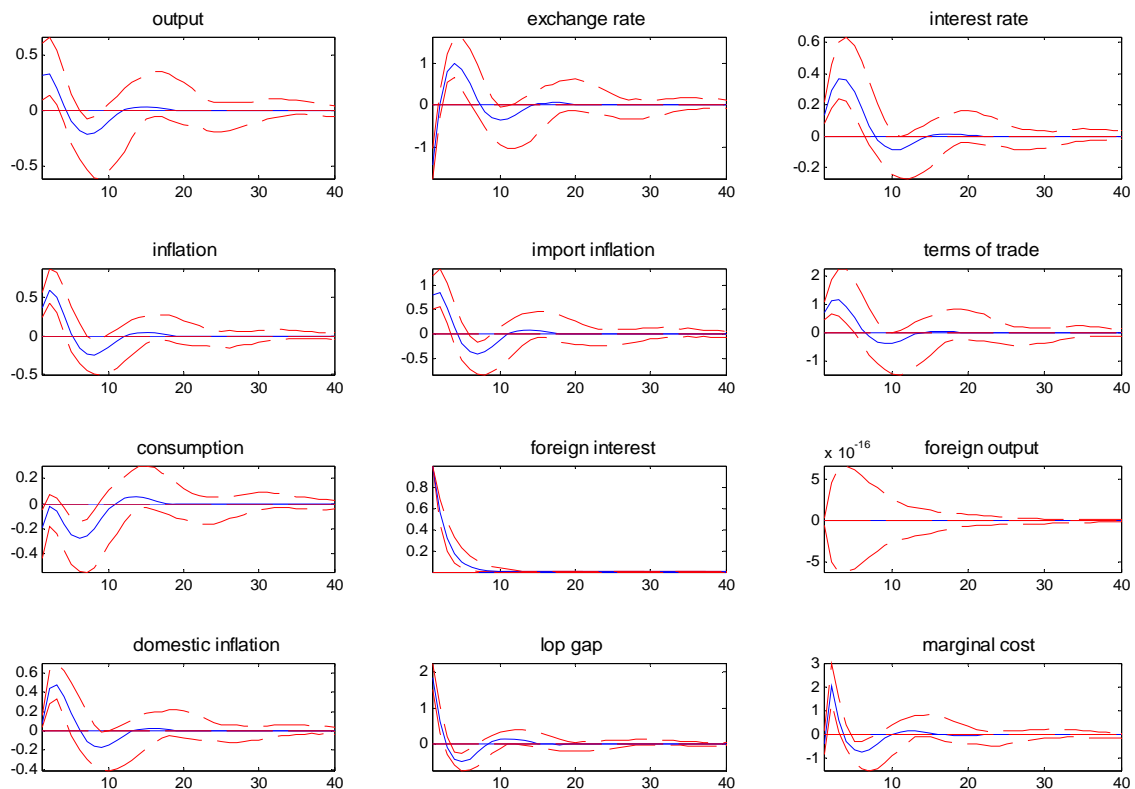 output
exchange rate
interest rate
0.5
0
-0.5
10 20 30 40
1
0
-1
10 20 30 40
0.6
0.4
0.2
0
-0.2
10 20 30 40
inflation
import inflation
terms of trade
0.5
0
-0.5
10 20 30 40
1
0.5
0
-0.5
10 20 30 40
2
1
0
-1
10 20 30 40
consumption
foreign interest
foreign output
0.2
0
-0.2
-0.4
10 20 30 40
0.8
0.6
0.4
0.2
10 20 30 40
x 10^-16
5
0
-5
10 20 30 40
domestic inflation
lop gap
marginal cost
0.6
0.4
0.2
0
-0.2
-0.4
10 20 30 40
2
1
0
10 20 30 40
3
2
1
0
-1
10 20 30 40